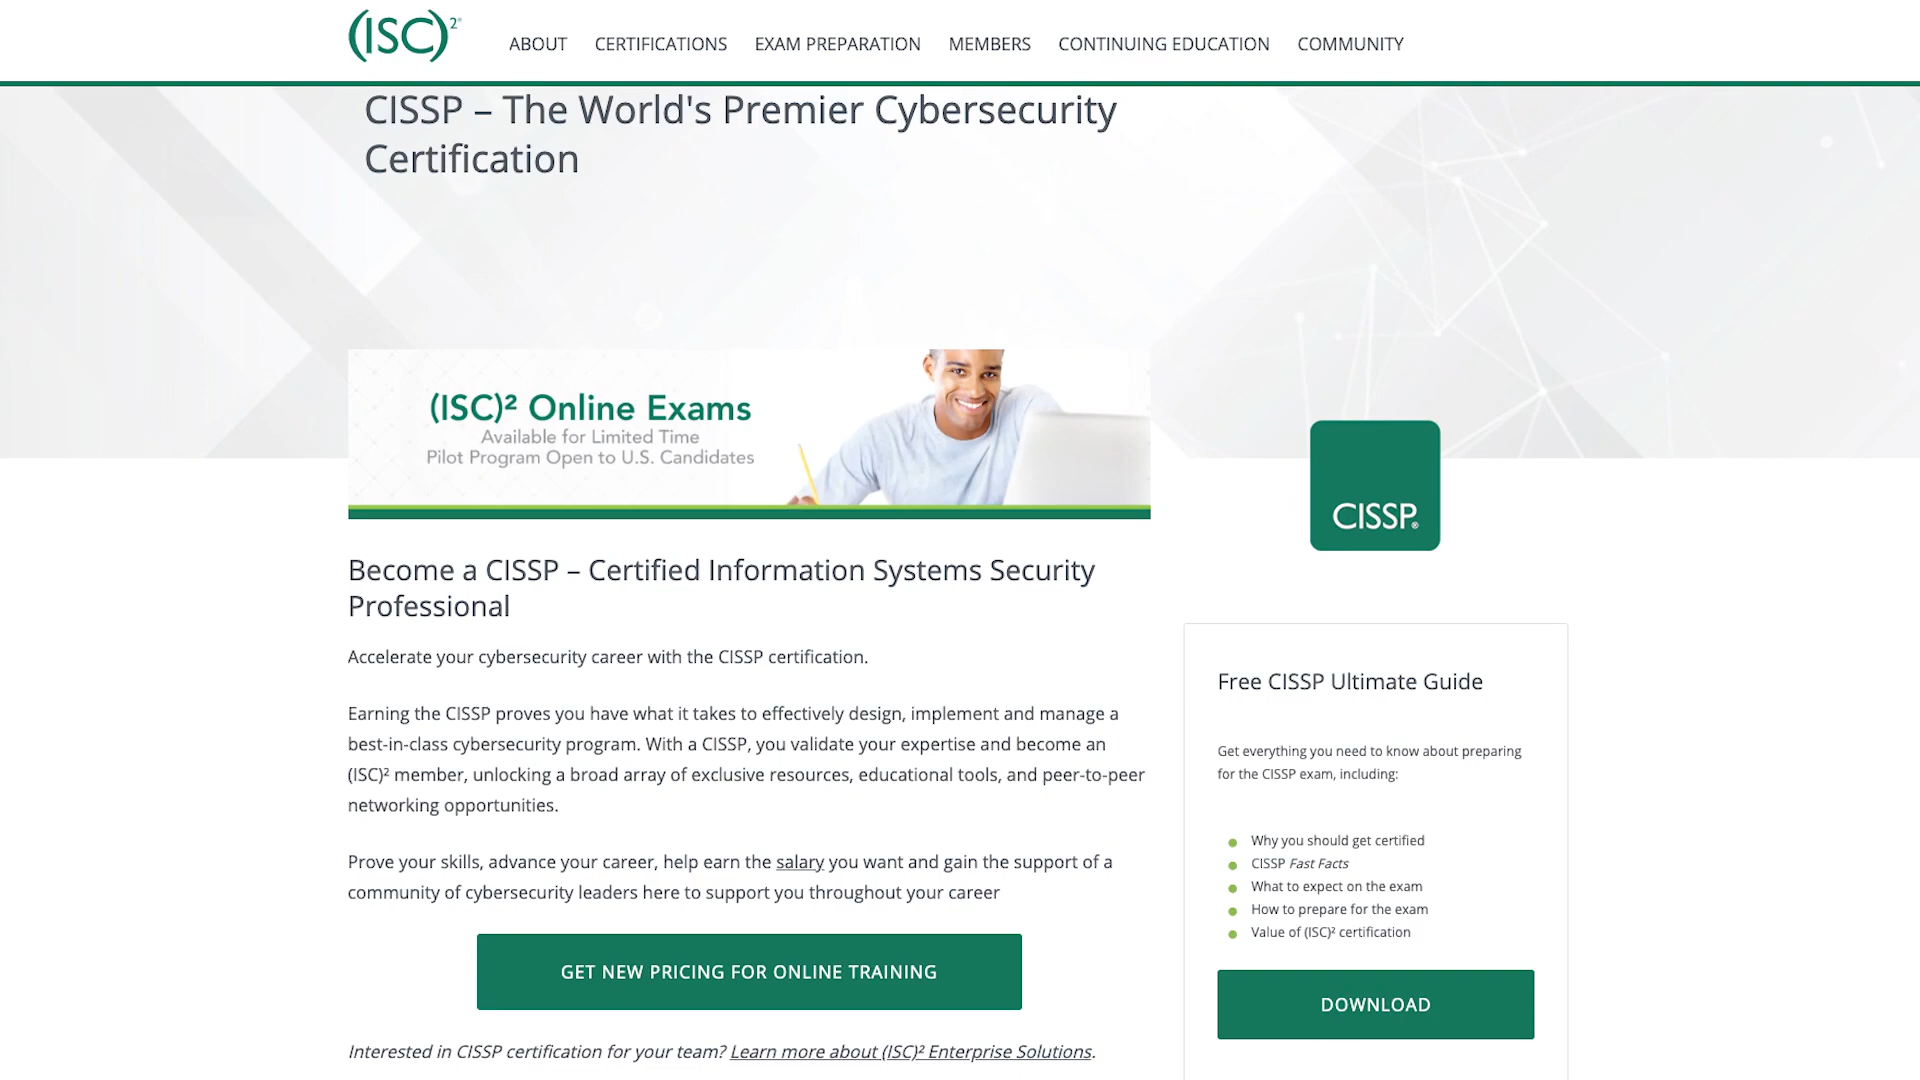 (ISC)²®
ABOUT CERTIFICATIONS EXAM PREPARATION MEMBERS CONTINUING EDUCATION COMMUNITY
CISSP – The World's Premier Cybersecurity
Certification
(ISC)² Online Exams
Available for Limited Time
Pilot Program Open to U.S. Candidates
CISSP®
Become a CISSP – Certified Information Systems Security
Professional
Accelerate your cybersecurity career with the CISSP certification.
Earning the CISSP proves you have what it takes to effectively design, implement and manage a
best-in-class cybersecurity program. With a CISSP, you validate your expertise and become an
(ISC)² member, unlocking a broad array of exclusive resources, educational tools, and peer-to-peer
networking opportunities.
Prove your skills, advance your career, help earn the salary you want and gain the support of a
community of cybersecurity leaders here to support you throughout your career
GET NEW PRICING FOR ONLINE TRAINING
Interested in CISSP certification for your team? Learn more about (ISC)² Enterprise Solutions.
Free CISSP Ultimate Guide
Get everything you need to know about preparing
for the CISSP exam, including:
Why you should get certified
CISSP Fast Facts
What to expect on the exam
How to prepare for the exam
Value of (ISC)² certification
DOWNLOAD